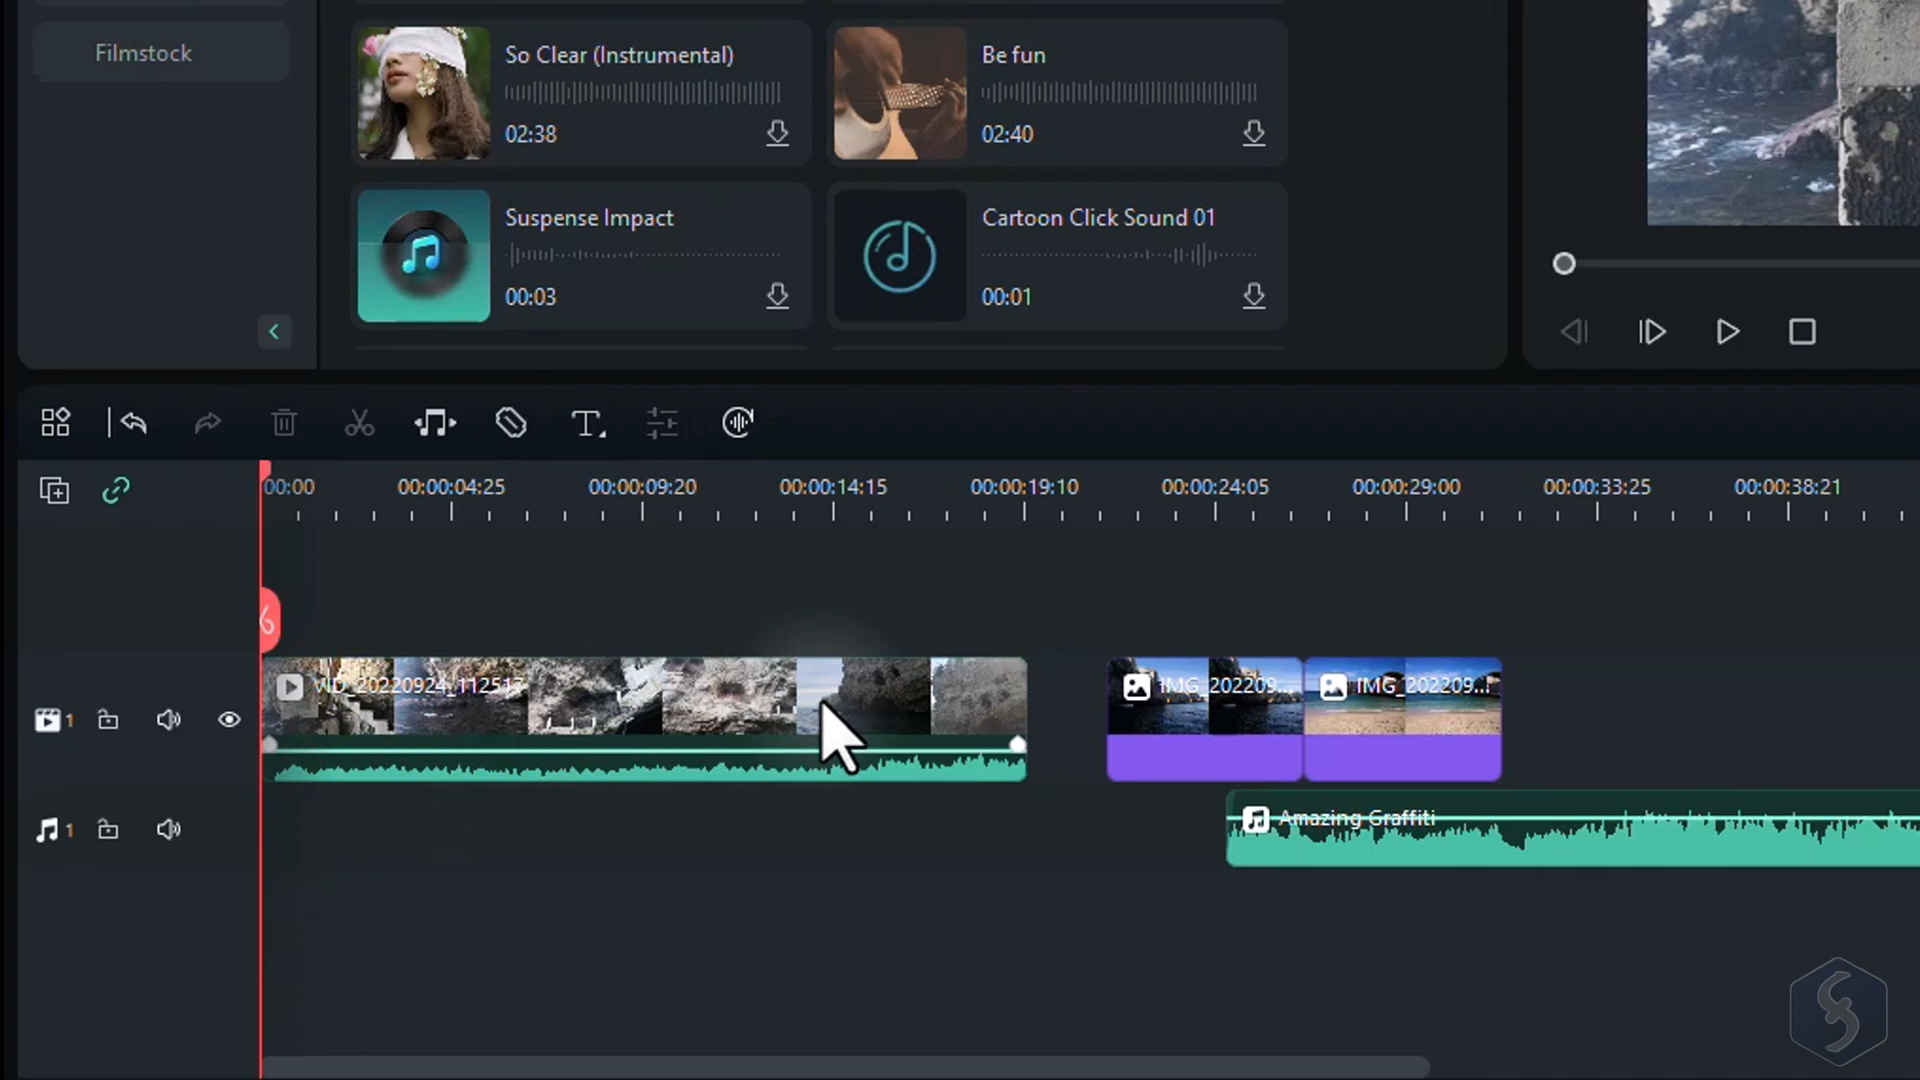 Filmstock
So Clear (Instrumental)
02:38
Be fun
02:40
Suspense Impact
00:03
Cartoon Click Sound 01
00:01
00:00
00:00:04:25
00:00:09:20
00:00:14:15
00:00:19:10
00:00:24:05
00:00:29:00
00:00:33:25
00:00:38:21
1
VID_20220924_112517
IMG_202209...
IMG_202209...
1
Amazing Graffiti